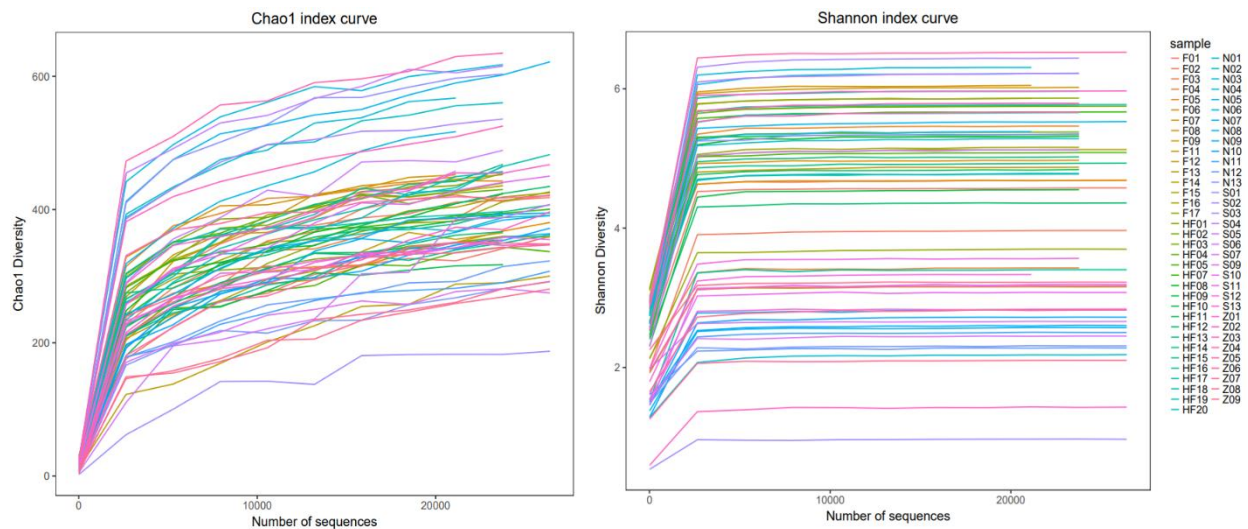 Chao1 index curve
600
400
200
0
Chao1 Diversity
0 10000 20000
Number of sequences
Shannon index curve
6
4
2
Shannon Diversity
0 10000 20000
Number of sequences
sample
F01 N01
F02 N02
F03 N03
F04 N04
F05 N05
F06 N06
F07 N07
F08 N08
F09 N09
F11 N10
F12 N11
F13 N12
F14 N13
F15 S01
F16 S02
F17 S03
HF01 S04
HF02 S05
HF03 S06
HF04 S07
HF05 S09
HF07 S10
HF08 S11
HF09 S12
HF10 S13
HF11 Z01
HF12 Z02
HF13 Z03
HF14 Z04
HF15 Z05
HF16 Z06
HF17 Z07
HF18 Z08
HF19 Z09
HF20